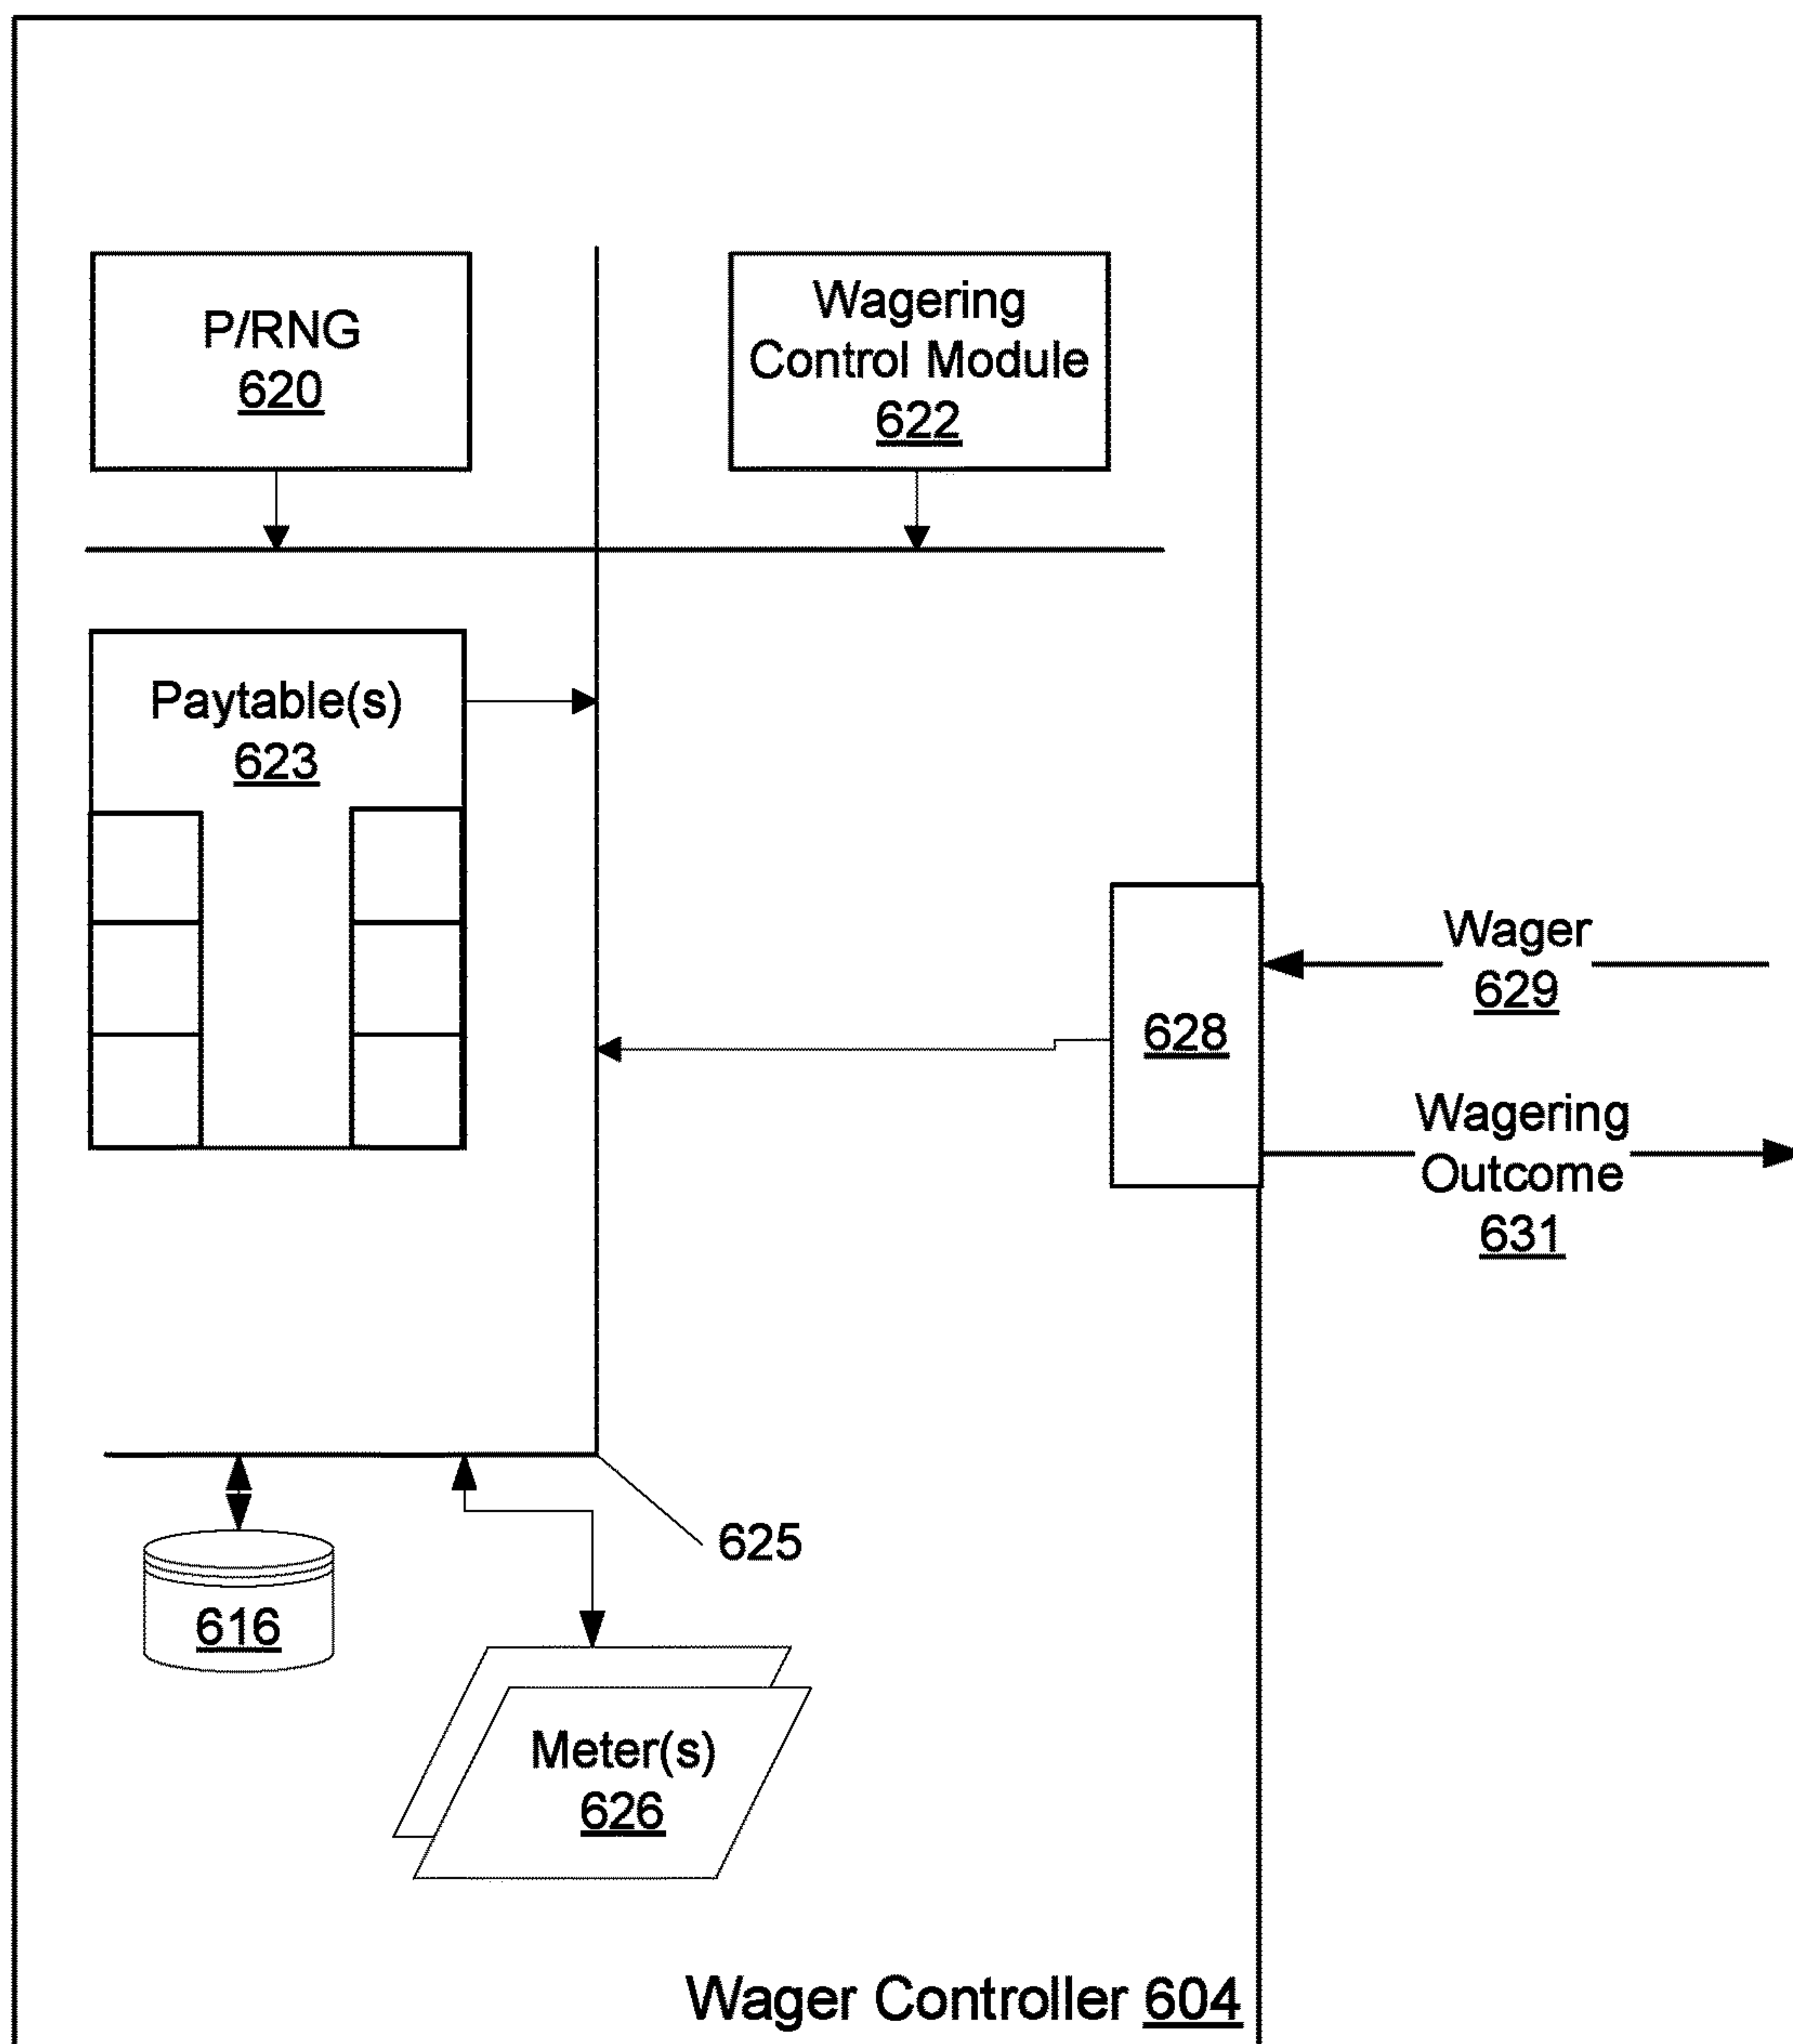 P/RNG
620
Wagering
Control Module
622
Paytable(s)
623
Wager
629
628
Wagering
Outcome
631
625
616
Meter(s)
626
Wager Controller 604